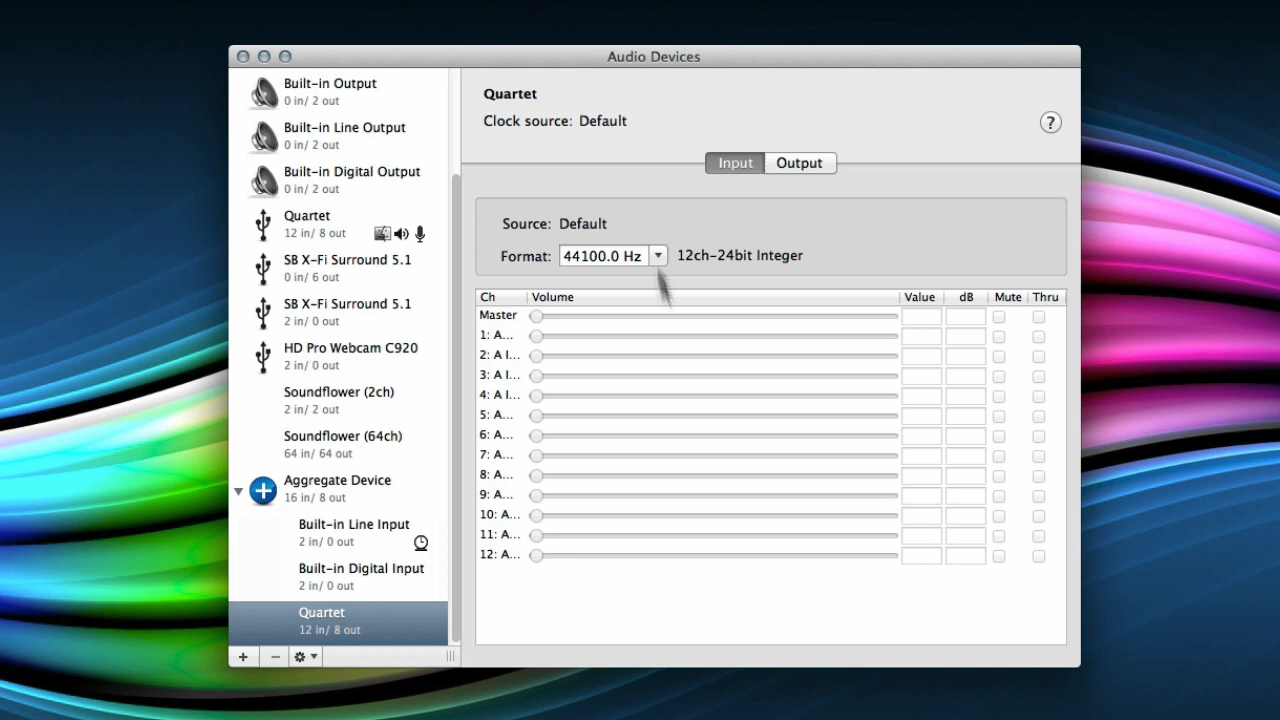 Audio Devices
Built-in Output
0 in/ 2 out
Built-in Line Output
0 in/ 2 out
Built-in Digital Output
0 in/ 2 out
Quartet
12 in/ 8 out
SB X-Fi Surround 5.1
0 in/ 6 out
SB X-Fi Surround 5.1
2 in/ 0 out
HD Pro Webcam C920
2 in/ 0 out
Soundflower (2ch)
2 in/ 2 out
Soundflower (64ch)
64 in/ 64 out
Aggregate Device
16 in/ 8 out
Built-in Line Input
2 in/ 0 out
Built-in Digital Input
2 in/ 0 out
Quartet
12 in/ 8 out
Quartet
Clock source: Default
?
Input Output
Source: Default
Format: 44100.0 Hz 12ch-24bit Integer
Ch Volume Value dB Mute Thru
Master
1: A...
2: A I...
3: A I...
4: A I...
5: A...
6: A...
7: A...
8: A...
9: A...
10: A...
11: A...
12: A...